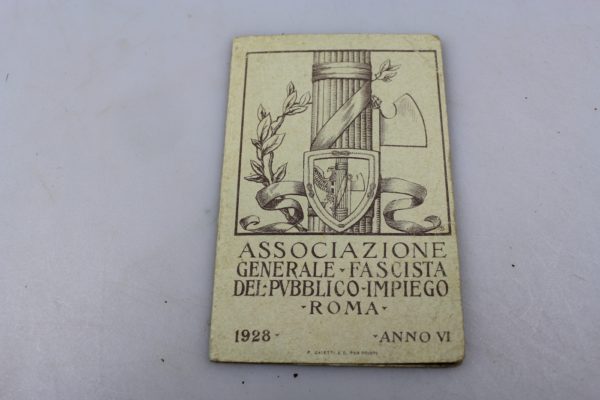 ASSOCIAZIONE
GENERALE - FASCISTA
DEL · PVBBLICO · IMPIEGO
- ROMA -
1928 - - ANNO VI